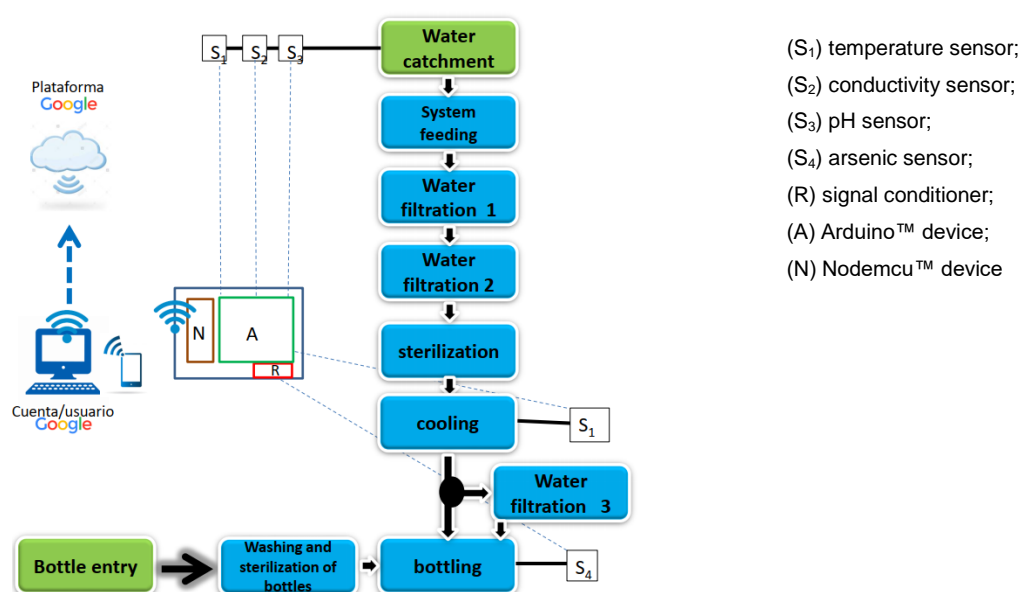 S₁ S₂ S₃
Water
catchment
(S₁) temperature sensor;
(S₂) conductivity sensor;
(S₃) pH sensor;
(S₄) arsenic sensor;
(R) signal conditioner;
(A) Arduino™ device;
(N) Nodemcu™ device
Plataforma
Google
System
feeding
Water
filtration 1
Water
filtration 2
N A
R
sterilization
Cuenta/usuario
Google
cooling
S₁
Water
filtration 3
Bottle entry
Washing and
sterilization of
bottles
bottling
S₄